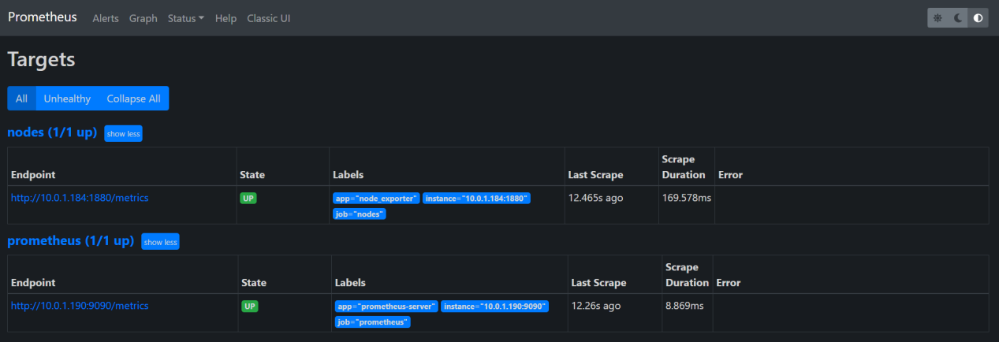 Prometheus Alerts Graph Status Help Classic UI
Targets
All Unhealthy Collapse All
nodes (1/1 up) show less
Endpoint State Labels Last Scrape Scrape Duration Error
http://10.0.1.184:1880/metrics UP app="node_exporter" instance="10.0.1.184:1880" 12.465s ago 169.578ms
job="nodes"
prometheus (1/1 up) show less
Endpoint State Labels Last Scrape Scrape Duration Error
http://10.0.1.190:9090/metrics UP app="prometheus-server" instance="10.0.1.190:9090" 12.26s ago 8.869ms
job="prometheus"